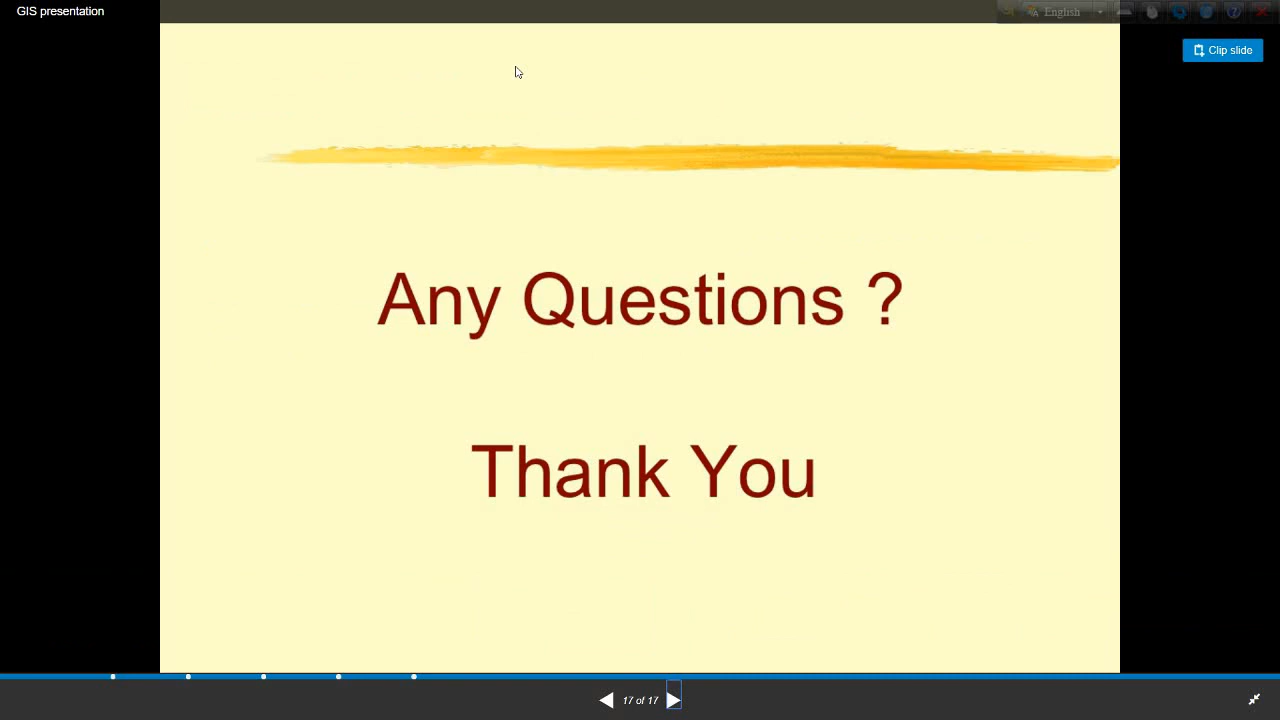 GIS presentation
English
Clip slide
Any Questions ?
Thank You
17 of 17